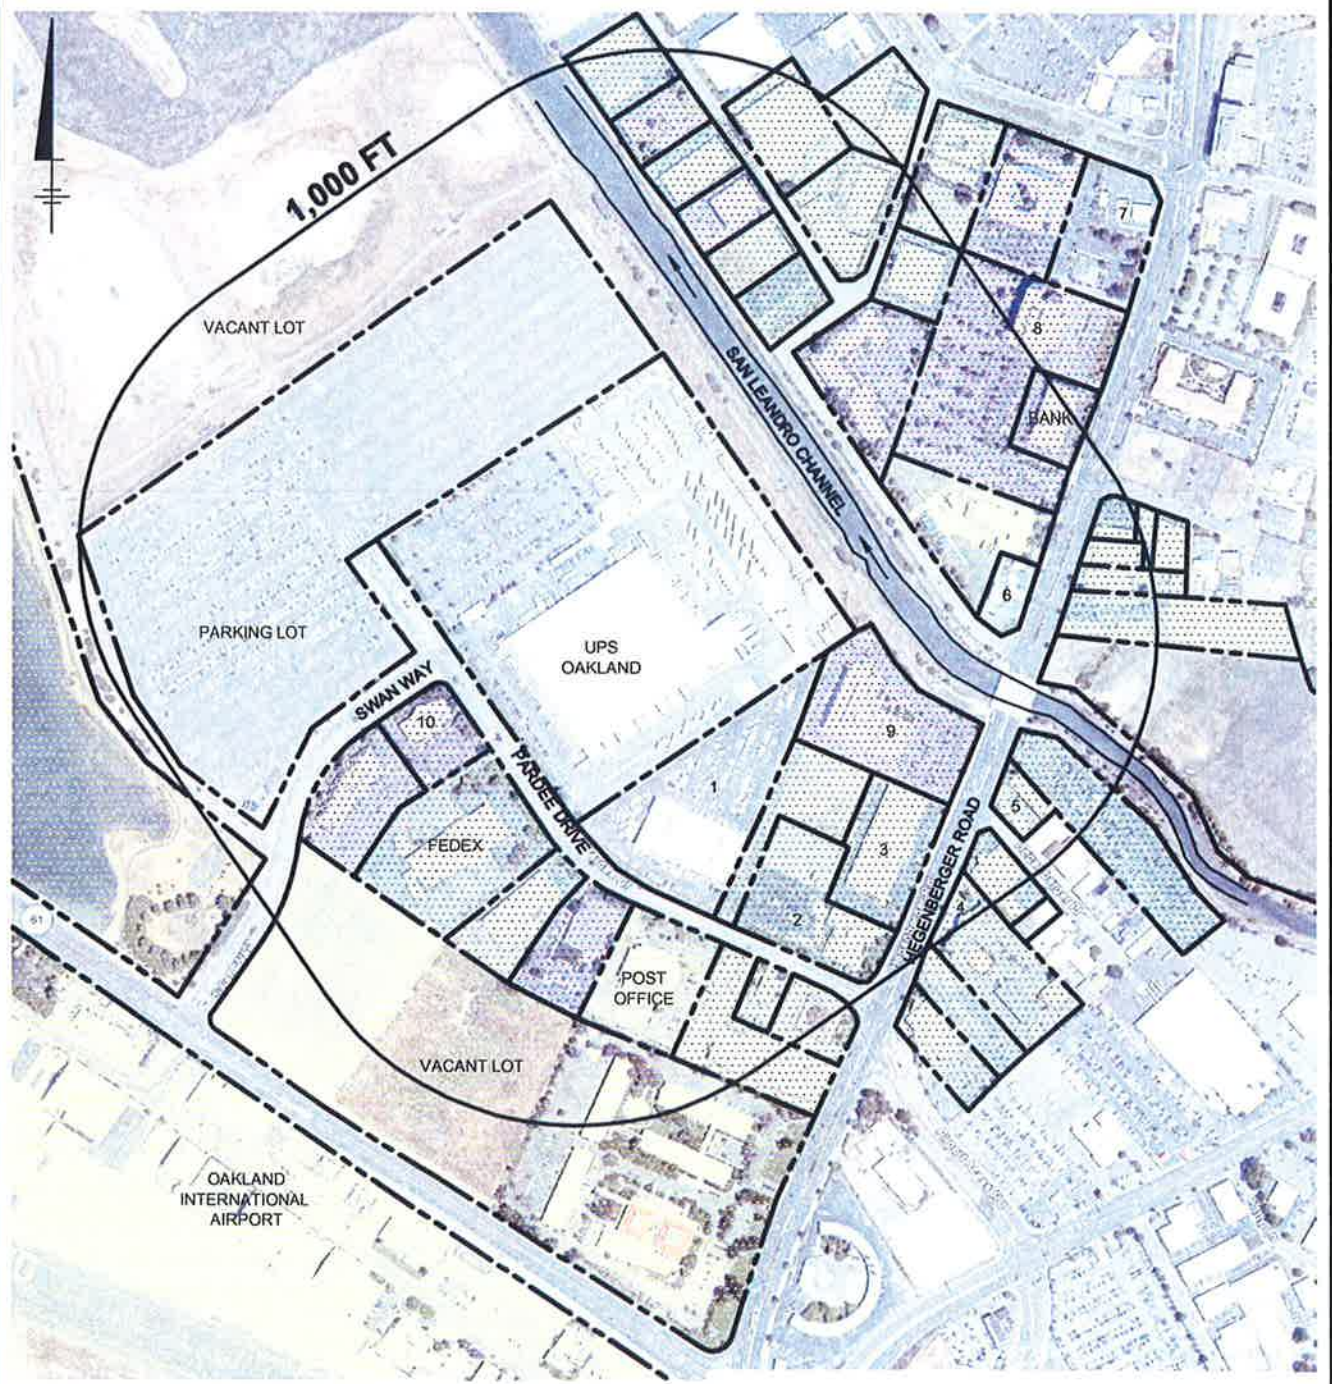 1,000 FT
7
VACANT LOT
8
SAN LEANDRO CHANNEL
BANK
6
PARKING LOT
UPS
OAKLAND
SWAN WAY
10
9
PARDEE DRIVE
1
HEGENBERGER ROAD
5
FEDEX
3
4
2
61
POST
OFFICE
VACANT LOT
OAKLAND
INTERNATIONAL
AIRPORT